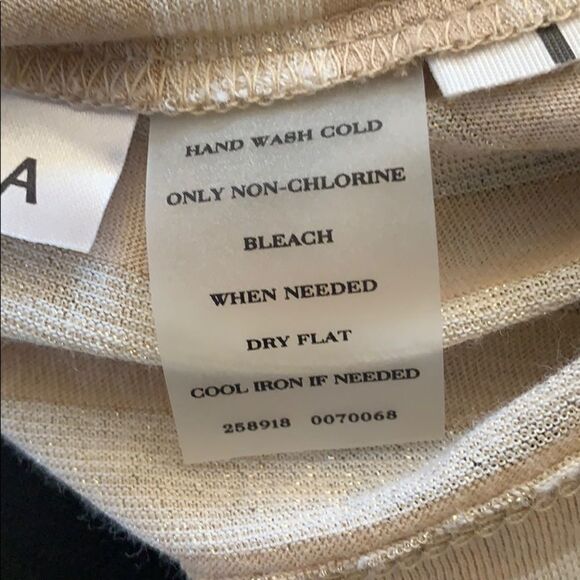 A
HAND WASH COLD
ONLY NON-CHLORINE
BLEACH
WHEN NEEDED
DRY FLAT
COOL IRON IF NEEDED
258918 0070068